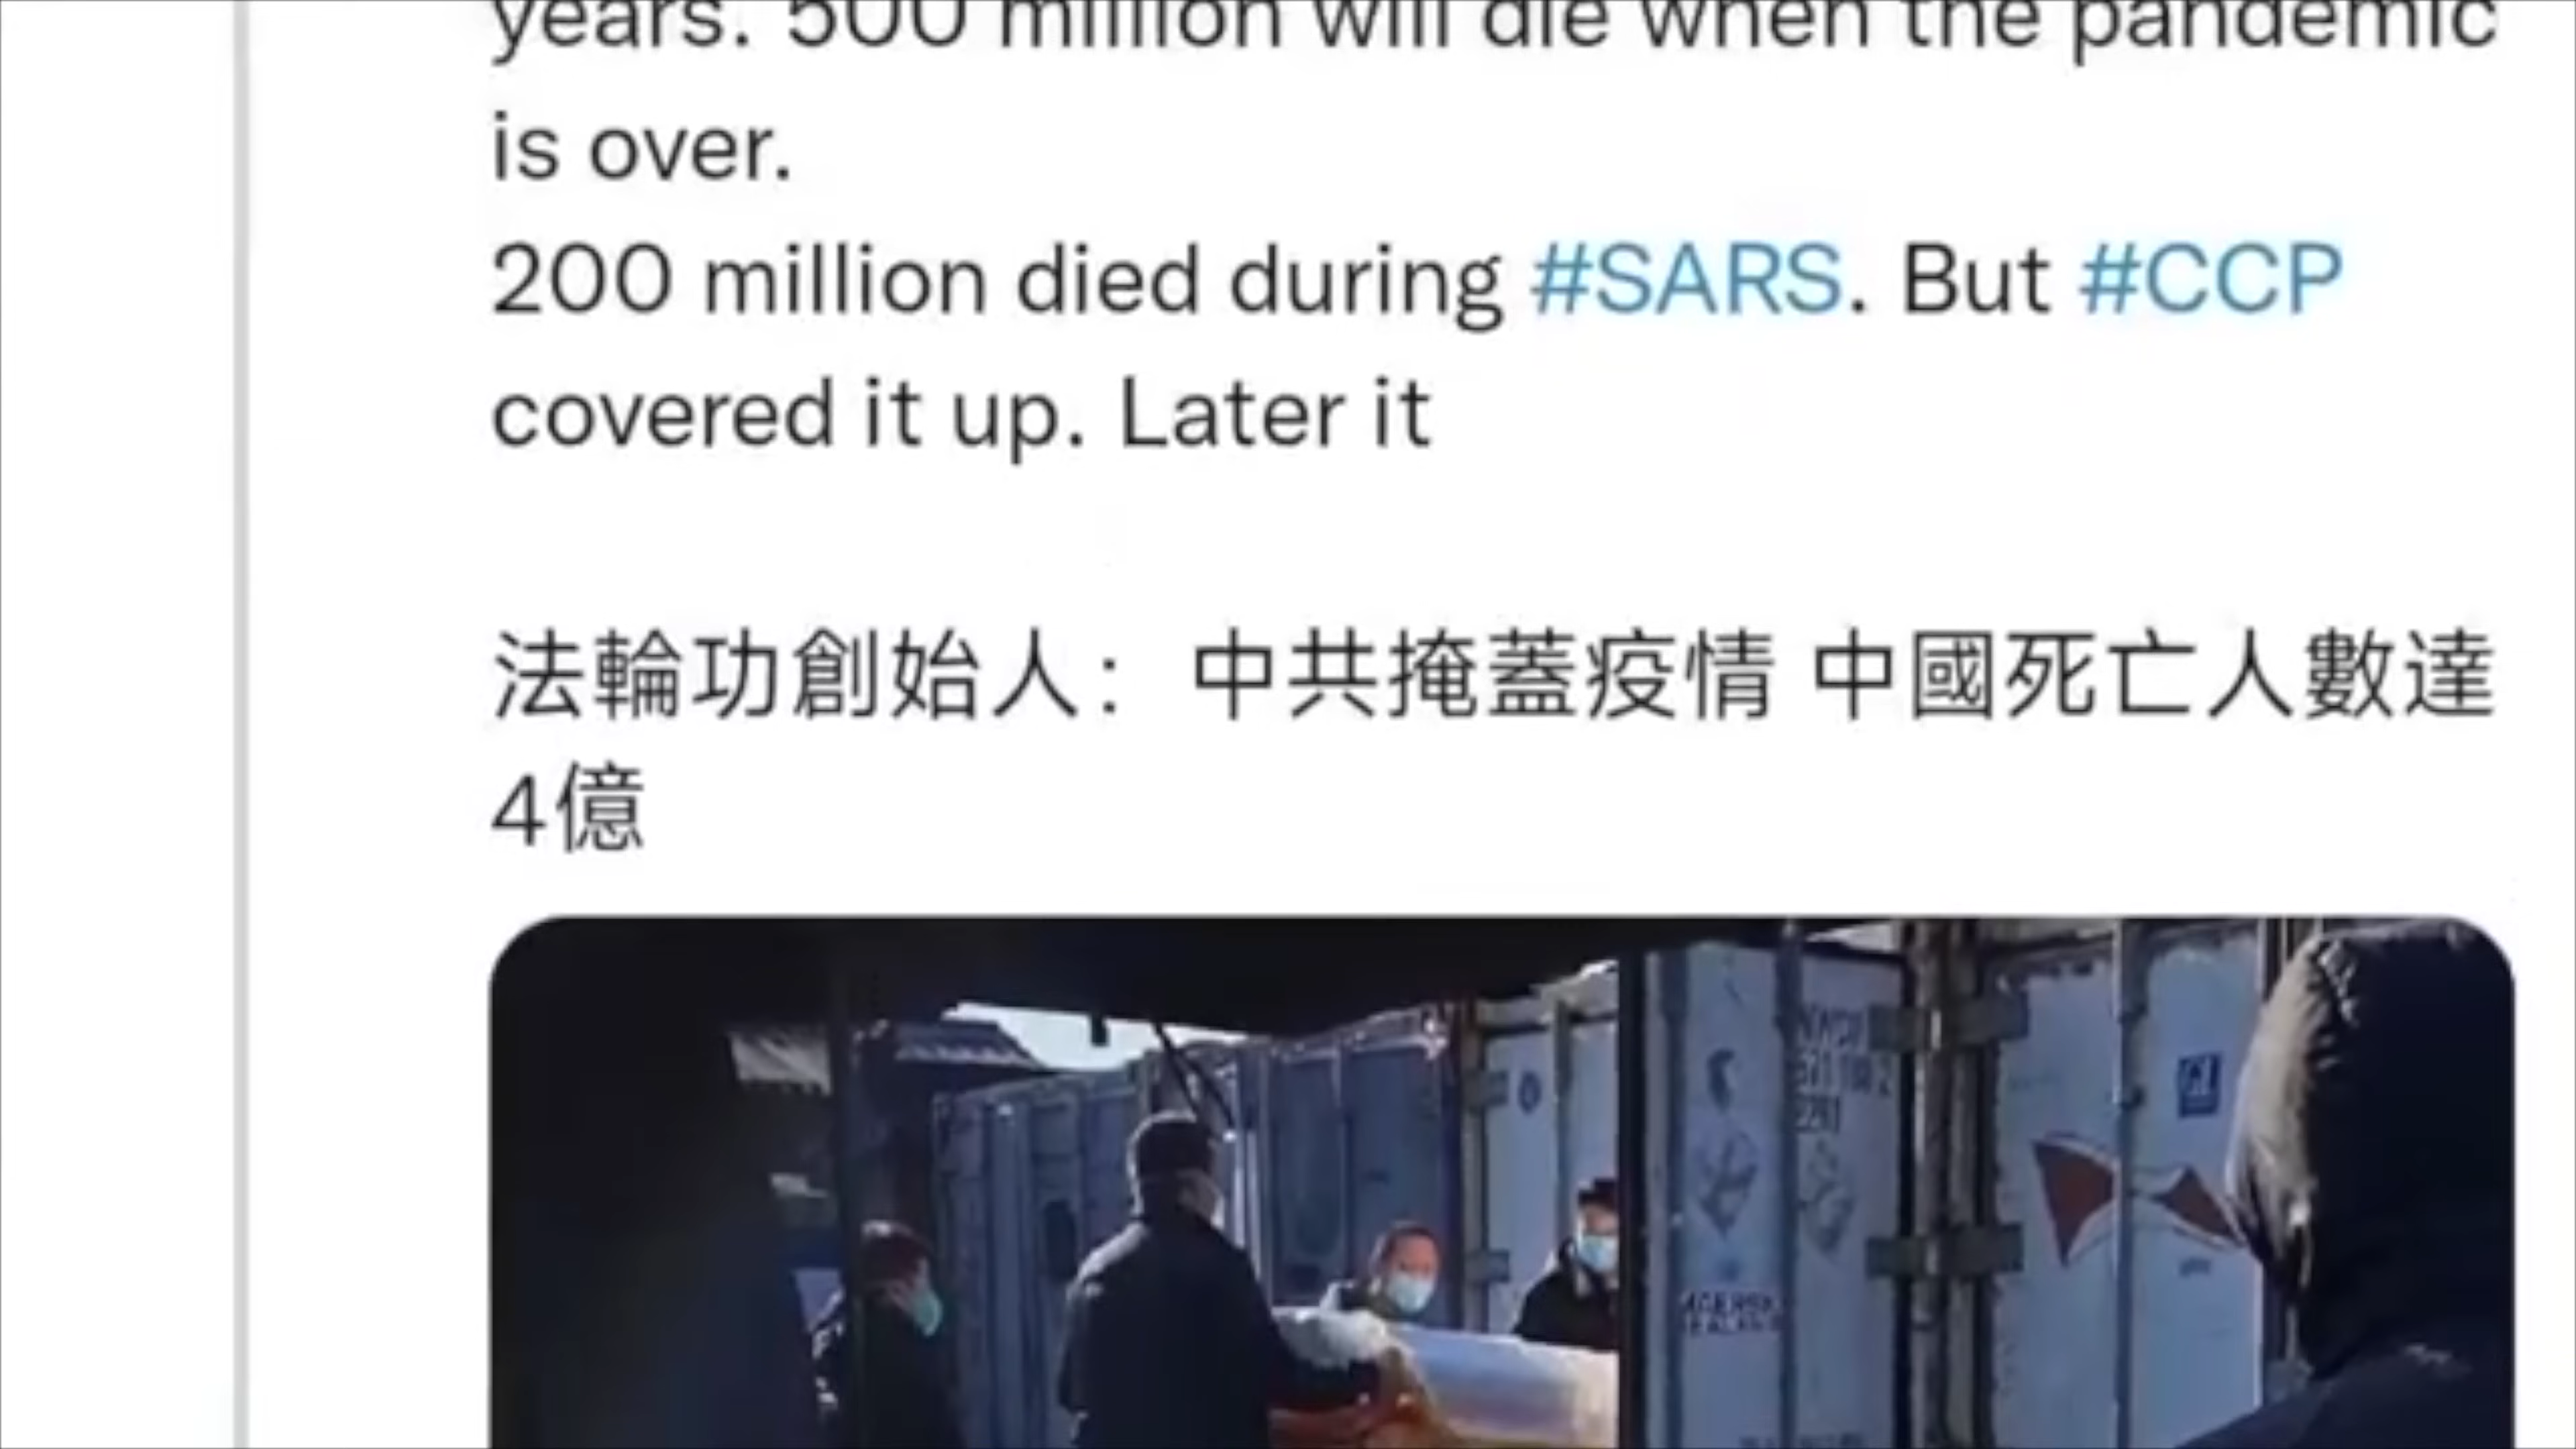 years. 500 million will die when the pandemic
is over.
200 million died during #SARS. But #CCP
covered it up. Later it
法輪功創始人：中共掩蓋疫情 中國死亡人數達
4億